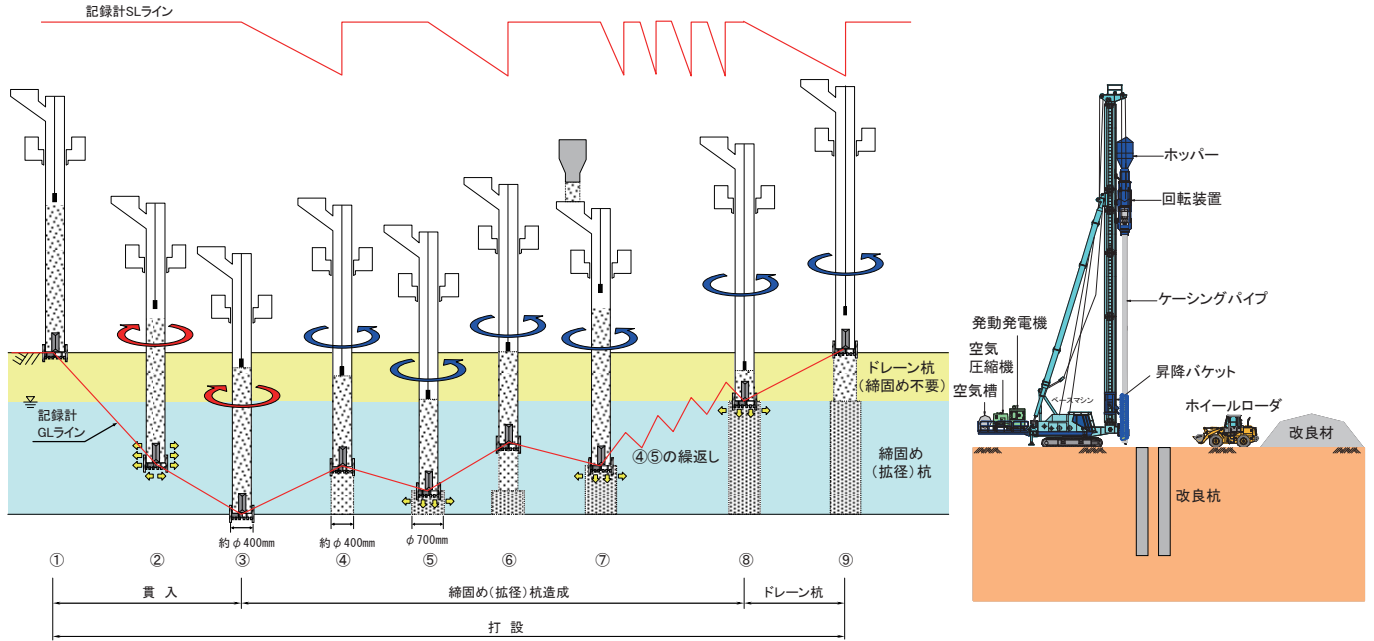 記録計SLライン
ドレーン杭
(締固め不要)
記録計
GLライン
④⑤の繰返し
締固め
(拡径)杭
約φ400mm
約φ400mm
φ700mm
①
②
③
④
⑤
⑥
⑦
⑧
⑨
貫入
締固め(拡径)杭造成
ドレーン杭
打設
ホッパー
回転装置
ケーシングパイプ
発動発電機
空気
圧縮機
空気槽
ベースマシン
昇降バケット
ホイールローダ
改良材
改良杭